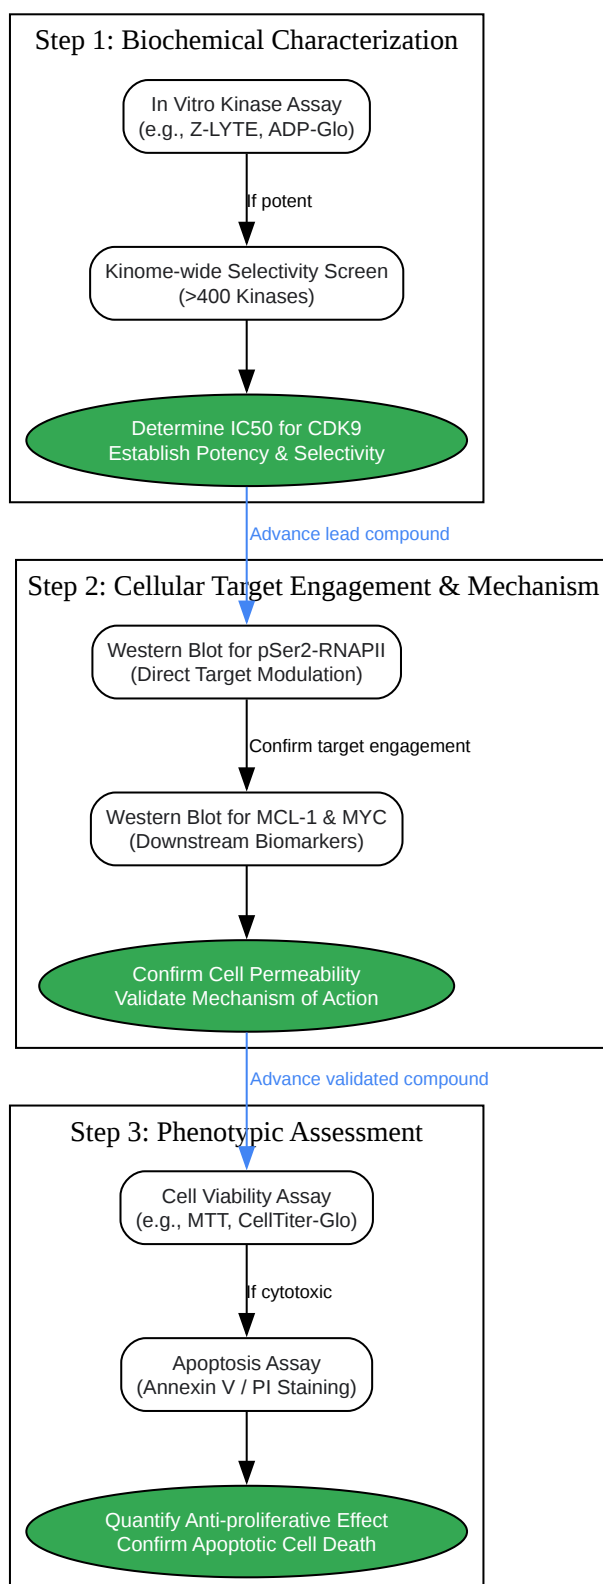 Step 1: Biochemical Characterization
In Vitro Kinase Assay
(e.g., Z-LYTE, ADP-Glo)
If potent
Kinome-wide Selectivity Screen
(>400 Kinases)
Determine IC50 for CDK9
Establish Potency & Selectivity
Advance lead compound
Step 2: Cellular Target Engagement & Mechanism
Western Blot for pSer2-RNAPII
(Direct Target Modulation)
Confirm target engagement
Western Blot for MCL-1 & MYC
(Downstream Biomarkers)
Confirm Cell Permeability
Validate Mechanism of Action
Advance validated compound
Step 3: Phenotypic Assessment
Cell Viability Assay
(e.g., MTT, CellTiter-Glo)
If cytotoxic
Apoptosis Assay
(Annexin V / PI Staining)
Quantify Anti-proliferative Effect
Confirm Apoptotic Cell Death